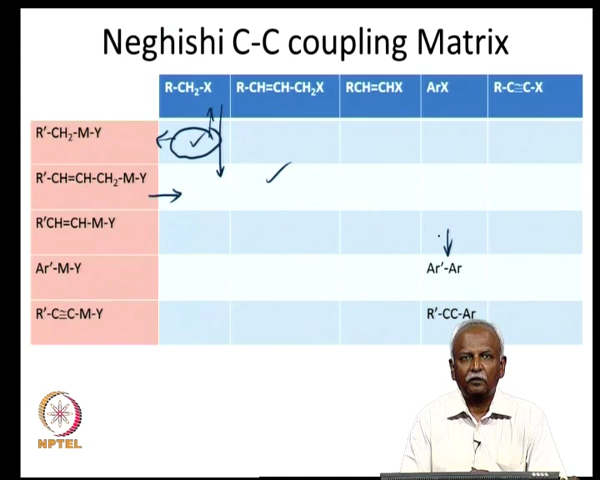 Neghishi C-C coupling Matrix
R-CH2-X R-CH=CH-CH2X RCH=CHX ArX R-C≡C-X
R′-CH2-M-Y
R′-CH=CH-CH2-M-Y
R′CH=CH-M-Y
Ar′-M-Y Ar′-Ar
R′-C≡C-M-Y R′-CC-Ar
NPTEL